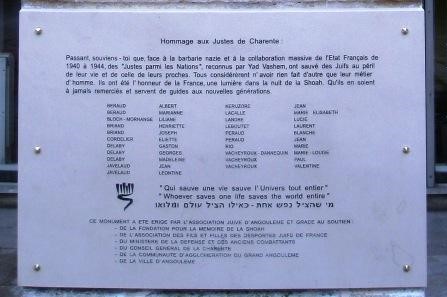 Hommage aux Justes de Charente :
Passant, souviens - toi que, face à la barbarie nazie et à la collaboration massive de l'Etat Français de
1940 à 1944, des "Justes parmi les Nations", reconnus par Yad Vashem, ont sauvé des Juifs au péril
de leur vie et de celle de leurs proches. Tous considérèrent n'avoir rien fait d'autre que leur métier
d'homme. Ils ont été l'honneur de la France, une lumière dans la nuit de la Shoah. Qu'ils en soient
à jamais remerciés et servent de guides aux nouvelles générations.
BERAUD ALBERT KERUZORE JEAN
BERAUD MARIANNE LACALLE MARIE ELISABETH
BLOCH - MORHANGE LILIANE LANDRE LUCIE
BRIAND HENRIETTE LEBOUTET LAURENT
BRIAND JOSEPH PERAUD BLANCHE
CORDELIER ELIETTE PERAUD JEAN
DELABY GASTON RIO MARIE
DELABY GEORGES VACHEYROUX - DANNEQUIN MARIE - LOUISE
DELABY MADELEINE VACHEYROUX PAUL
JAVELAUD JEAN VACHEYROUX VALENTINE
JAVELAUD LEONTINE
"Qui sauve une vie sauve l'Univers tout entier"
"Whoever saves one life saves the world entire"
מי שהציל נפש אחת - כאילו הציל עולם ומלואו
CE MONUMENT A ETE ERIGE PAR L'ASSOCIATION JUIVE D'ANGOULEME ET GRACE AU SOUTIEN :
- DE LA FONDATION POUR LA MEMOIRE DE LA SHOAH
- DE L'ASSOCIATION DES FILS ET FILLES DES DEPORTES JUIFS DE FRANCE
- DU MINISTERE DE LA DEFENSE ET DES ANCIENS COMBATTANTS
- DU CONSEIL GENERAL DE LA CHARENTE
- DE LA COMMUNAUTE D'AGGLOMERATION DU GRAND ANGOULEME
- DE LA VILLE D'ANGOULEME